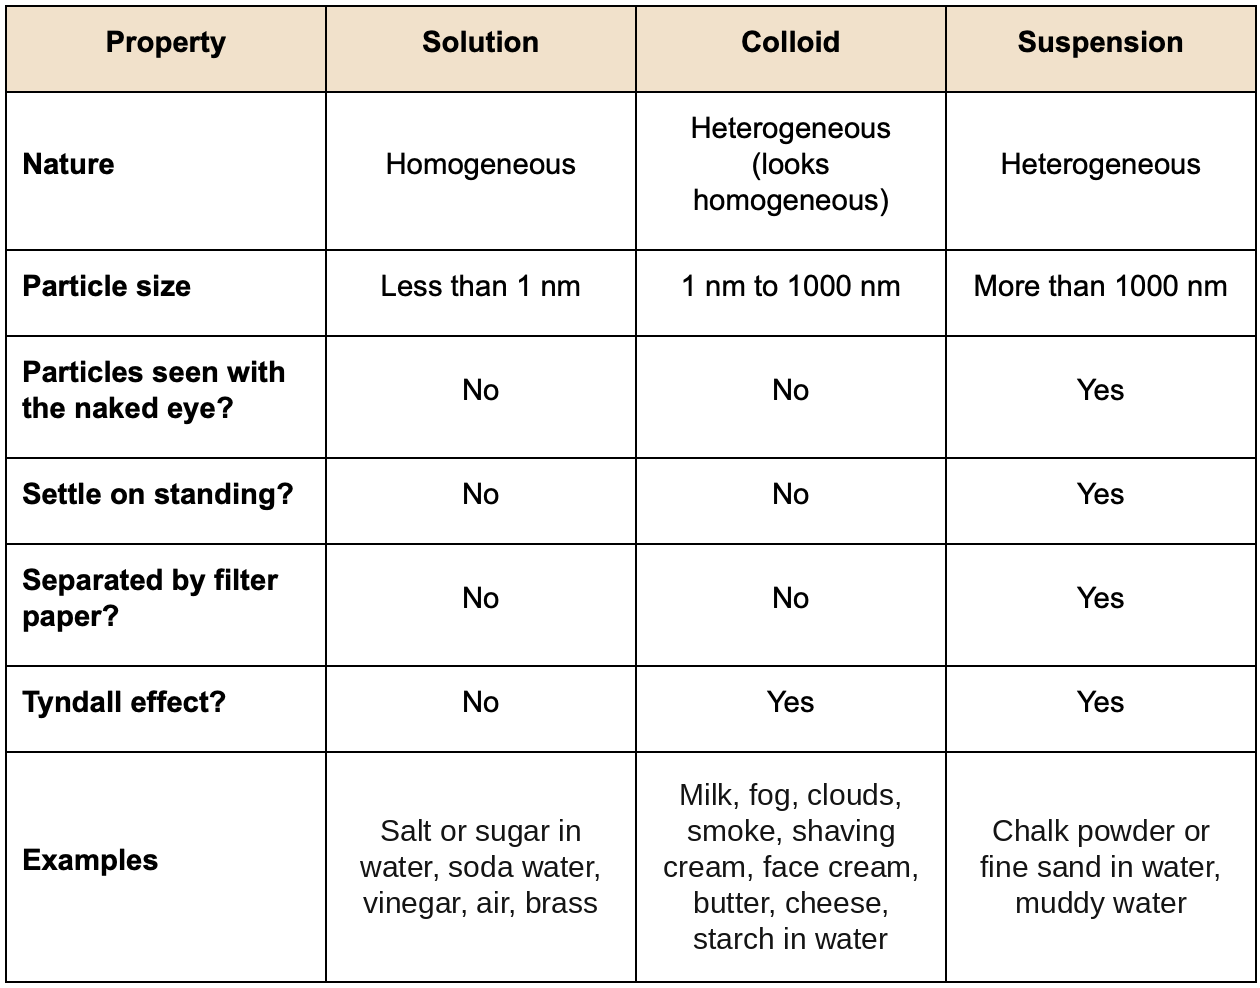 Property Solution Colloid Suspension
Nature
Homogeneous
Heterogeneous
(looks
homogeneous)
Heterogeneous
Particle size Less than 1 nm 1 nm to 1000 nm More than 1000 nm
Particles seen with
the naked eye?
No No Yes
Settle on standing? No No Yes
Separated by filter
paper?
No No Yes
Tyndall effect? No Yes Yes
Examples
Salt or sugar in
water, soda water,
vinegar, air, brass
Milk, fog, clouds,
smoke, shaving
cream, face cream,
butter, cheese,
starch in water
Chalk powder or
fine sand in water,
muddy water